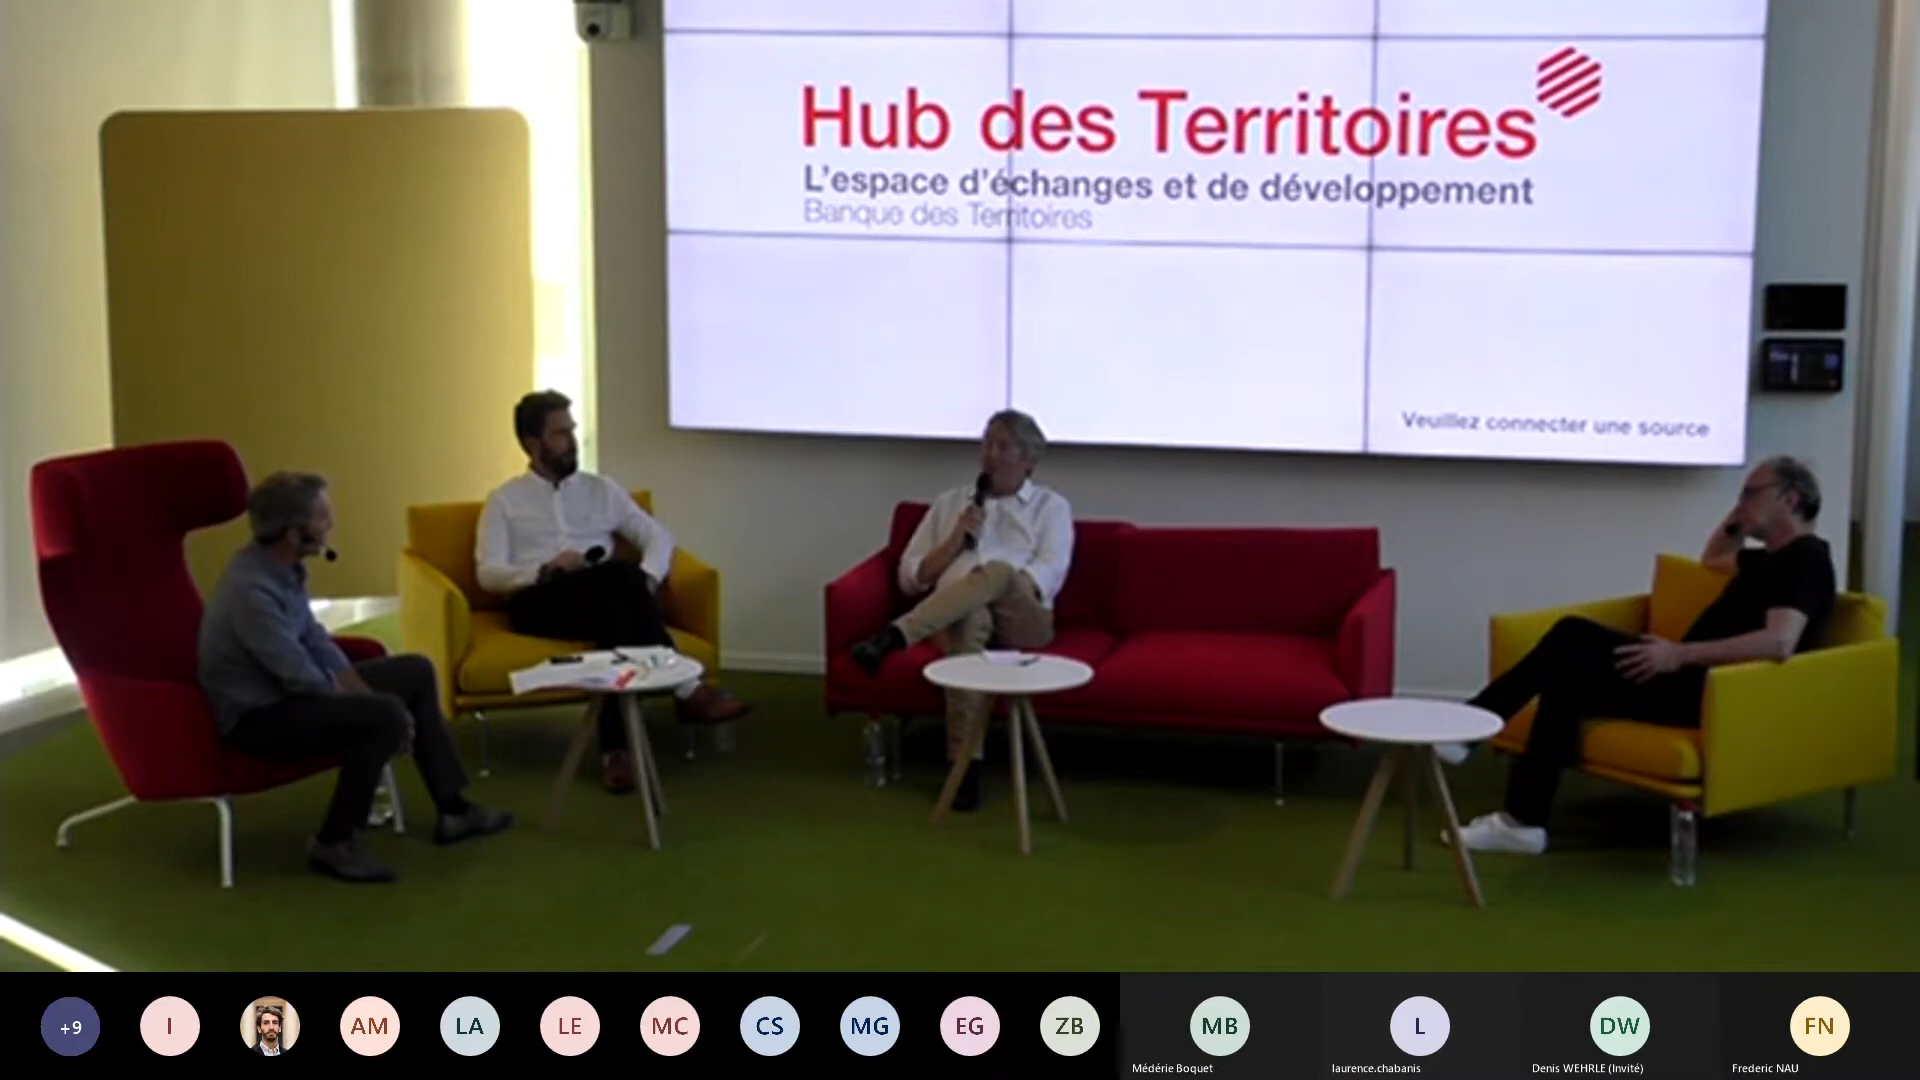 Hub des Territoires
L'espace d'échanges et de développement
Banque des Territoires
Veuillez connecter une source
+9
I
AM
LA
LE
MC
CS
MG
EG
ZB
MB
L
DW
FN
Médérie Boquet
laurence.chabanis
Denis WEHRLE (Invité)
Frederic NAU